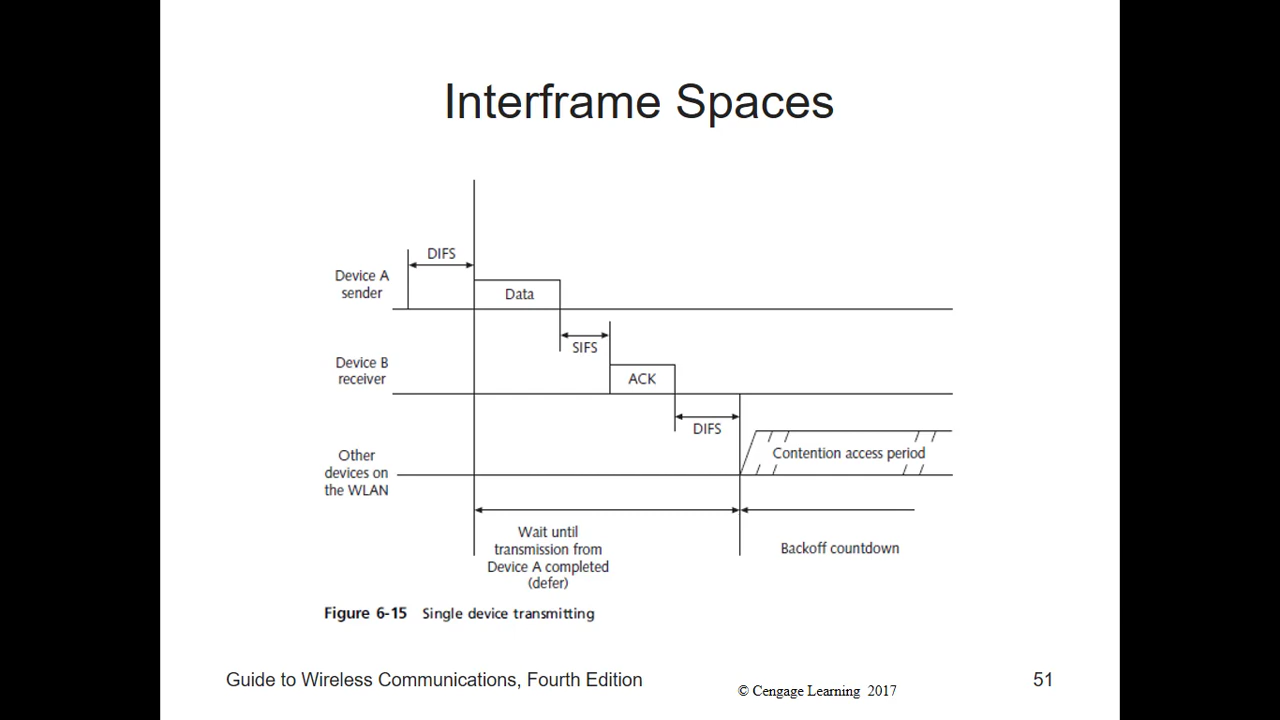 Interframe Spaces
DIFS
Device A
sender
Data
SIFS
Device B
receiver
ACK
DIFS
Other
devices on
the WLAN
Contention access period
Wait until
transmission from
Device A completed
(defer)
Backoff countdown
Figure 6-15 Single device transmitting
Guide to Wireless Communications, Fourth Edition
© Cengage Learning 2017
51